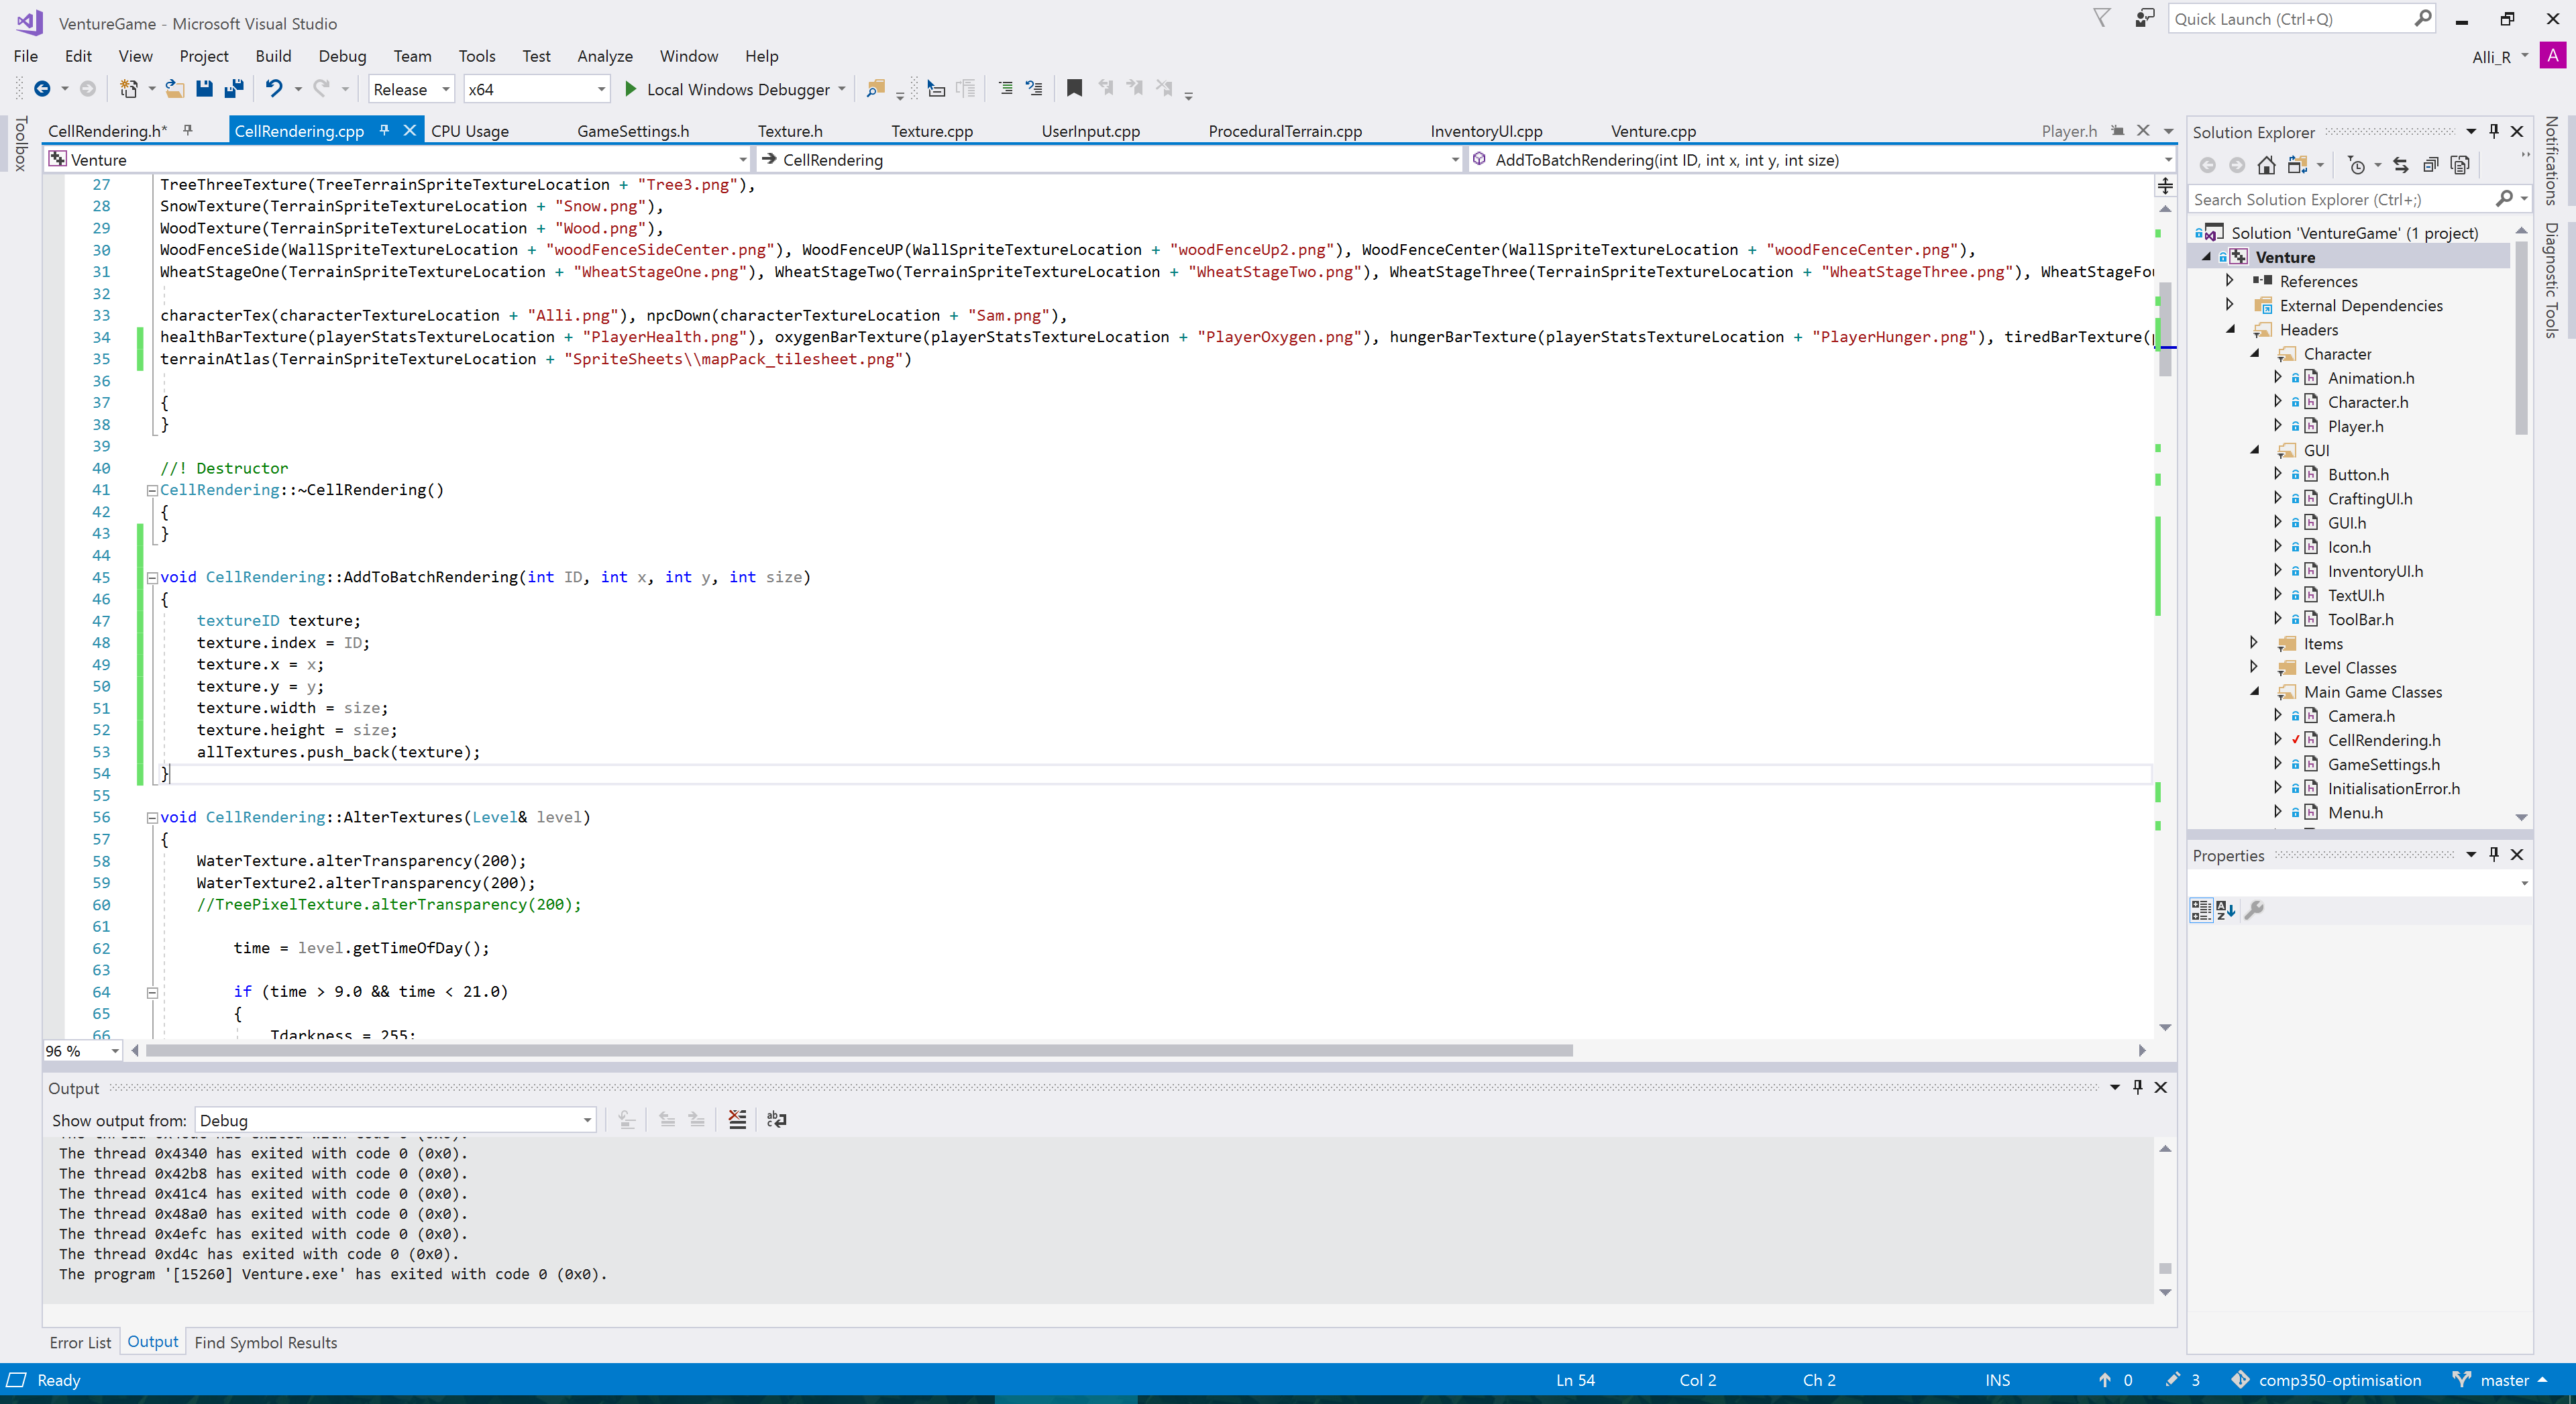 VentureGame - Microsoft Visual Studio
Quick Launch (Ctrl+Q)
File Edit View Project Build Debug Team Tools Test Analyze Window Help
Alli_R A
Release x64 Local Windows Debugger
Toolbox
CellRendering.h* CellRendering.cpp CPU Usage GameSettings.h Texture.h Texture.cpp UserInput.cpp ProceduralTerrain.cpp InventoryUI.cpp Venture.cpp Player.h
Venture CellRendering AddToBatchRendering(int ID, int x, int y, int size)
27 TreeThreeTexture(TreeTerrainSpriteTextureLocation + "Tree3.png"),
28 SnowTexture(TerrainSpriteTextureLocation + "Snow.png"),
29 WoodTexture(TerrainSpriteTextureLocation + "Wood.png"),
30 WoodFenceSide(WallSpriteTextureLocation + "woodFenceSideCenter.png"), WoodFenceUP(WallSpriteTextureLocation + "woodFenceUp2.png"), WoodFenceCenter(WallSpriteTextureLocation + "woodFenceCenter.png"),
31 WheatStageOne(TerrainSpriteTextureLocation + "WheatStageOne.png"), WheatStageTwo(TerrainSpriteTextureLocation + "WheatStageTwo.png"), WheatStageThree(TerrainSpriteTextureLocation + "WheatStageThree.png"), WheatStageFou
32
33 characterTex(characterTextureLocation + "Alli.png"), npcDown(characterTextureLocation + "Sam.png"),
34 healthBarTexture(playerStatsTextureLocation + "PlayerHealth.png"), oxygenBarTexture(playerStatsTextureLocation + "PlayerOxygen.png"), hungerBarTexture(playerStatsTextureLocation + "PlayerHunger.png"), tiredBarTexture(p
35 terrainAtlas(TerrainSpriteTextureLocation + "SpriteSheets\\mapPack_tilesheet.png")
36
37 {
38 }
39
40 //! Destructor
41 CellRendering::~CellRendering()
42 {
43 }
44
45 void CellRendering::AddToBatchRendering(int ID, int x, int y, int size)
46 {
47 textureID texture;
48 texture.index = ID;
49 texture.x = x;
50 texture.y = y;
51 texture.width = size;
52 texture.height = size;
53 allTextures.push_back(texture);
54 }
55
56 void CellRendering::AlterTextures(Level& level)
57 {
58 WaterTexture.alterTransparency(200);
59 WaterTexture2.alterTransparency(200);
60 //TreePixelTexture.alterTransparency(200);
61
62 time = level.getTimeOfDay();
63
64 if (time > 9.0 && time < 21.0)
65 {
66 Tdarkness = 255;
96 %
Output
Show output from: Debug
The thread 0x4340 has exited with code 0 (0x0).
The thread 0x42b8 has exited with code 0 (0x0).
The thread 0x41c4 has exited with code 0 (0x0).
The thread 0x48a0 has exited with code 0 (0x0).
The thread 0x4efc has exited with code 0 (0x0).
The thread 0xd4c has exited with code 0 (0x0).
The program '[15260] Venture.exe' has exited with code 0 (0x0).
Error List Output Find Symbol Results
Solution Explorer
Search Solution Explorer (Ctrl+;)
Solution 'VentureGame' (1 project)
Venture
References
External Dependencies
Headers
Character
Animation.h
Character.h
Player.h
GUI
Button.h
CraftingUI.h
GUI.h
Icon.h
InventoryUI.h
TextUI.h
ToolBar.h
Items
Level Classes
Main Game Classes
Camera.h
CellRendering.h
GameSettings.h
InitialisationError.h
Menu.h
Properties
Notifications
Diagnostic Tools
Ready Ln 54 Col 2 Ch 2 INS 0 3 comp350-optimisation master